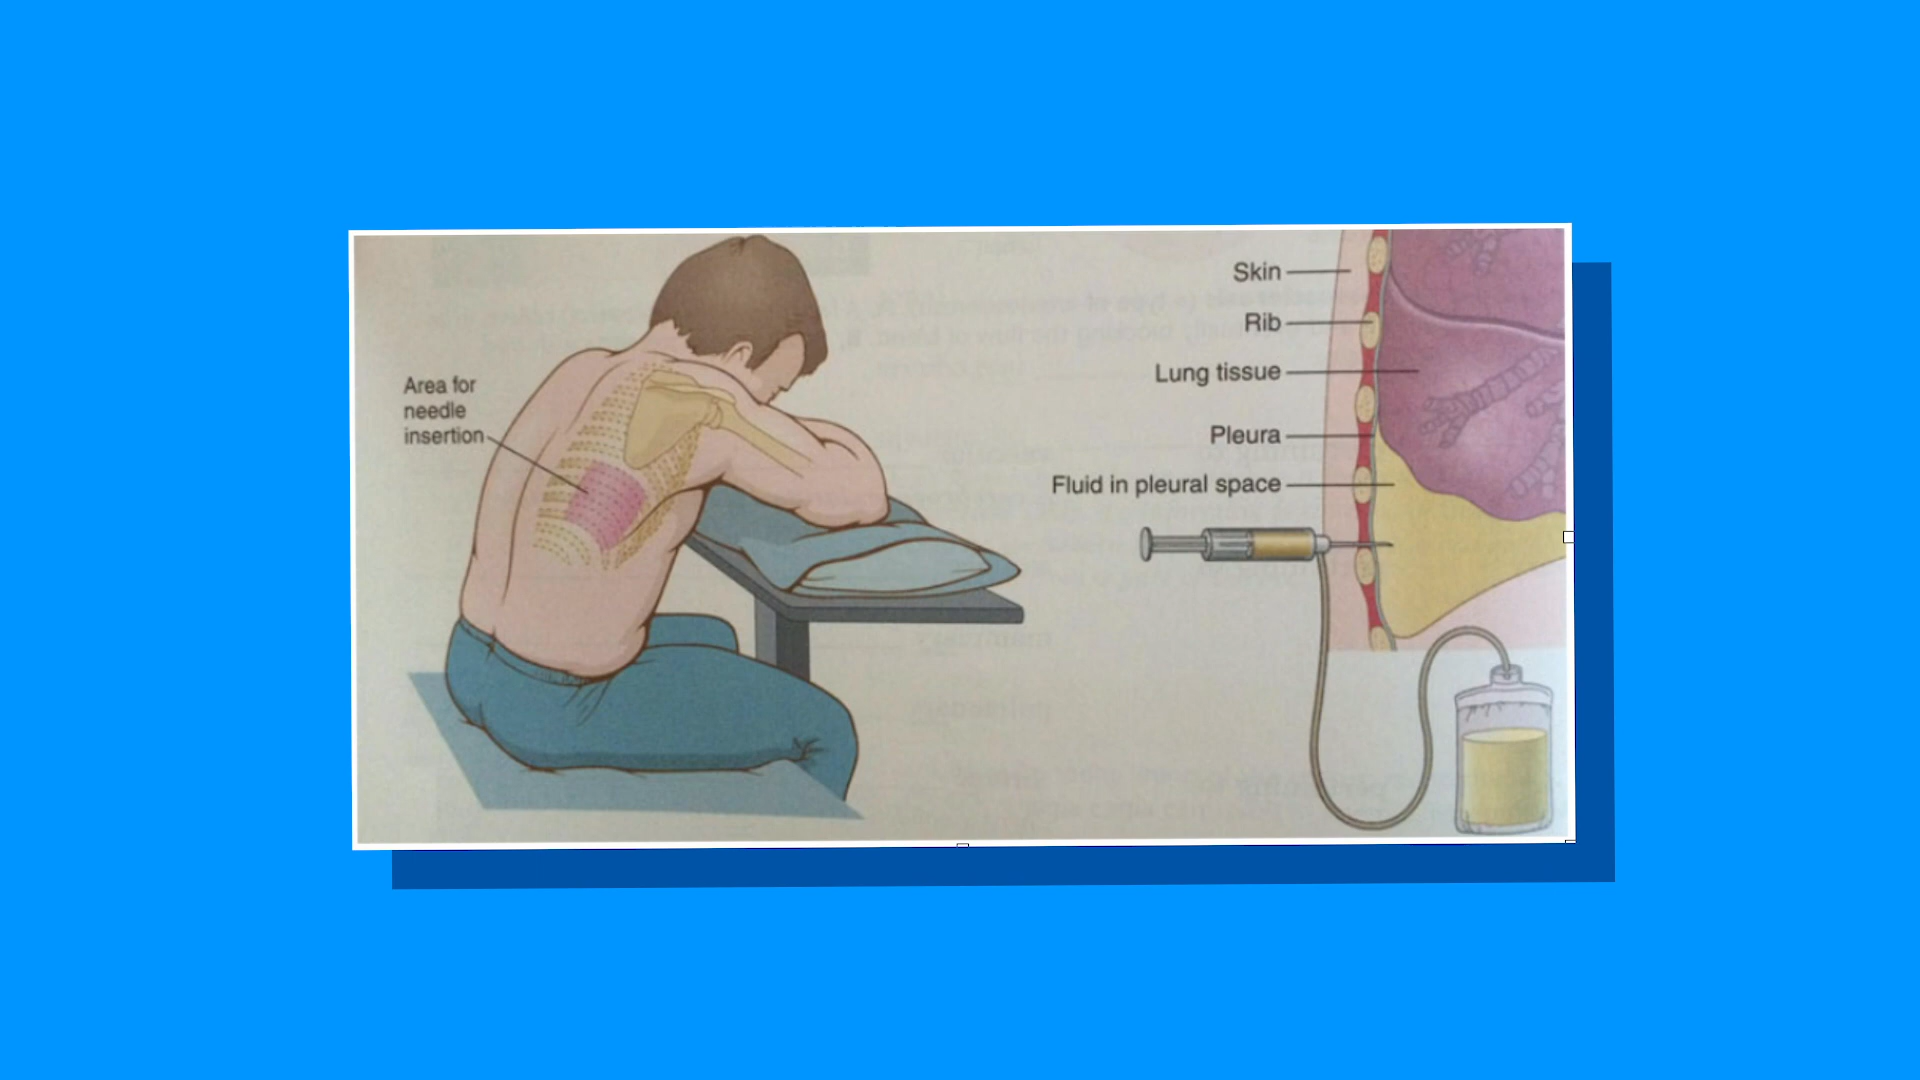 Area for
needle
insertion
Skin
Rib
Lung tissue
Pleura
Fluid in pleural space